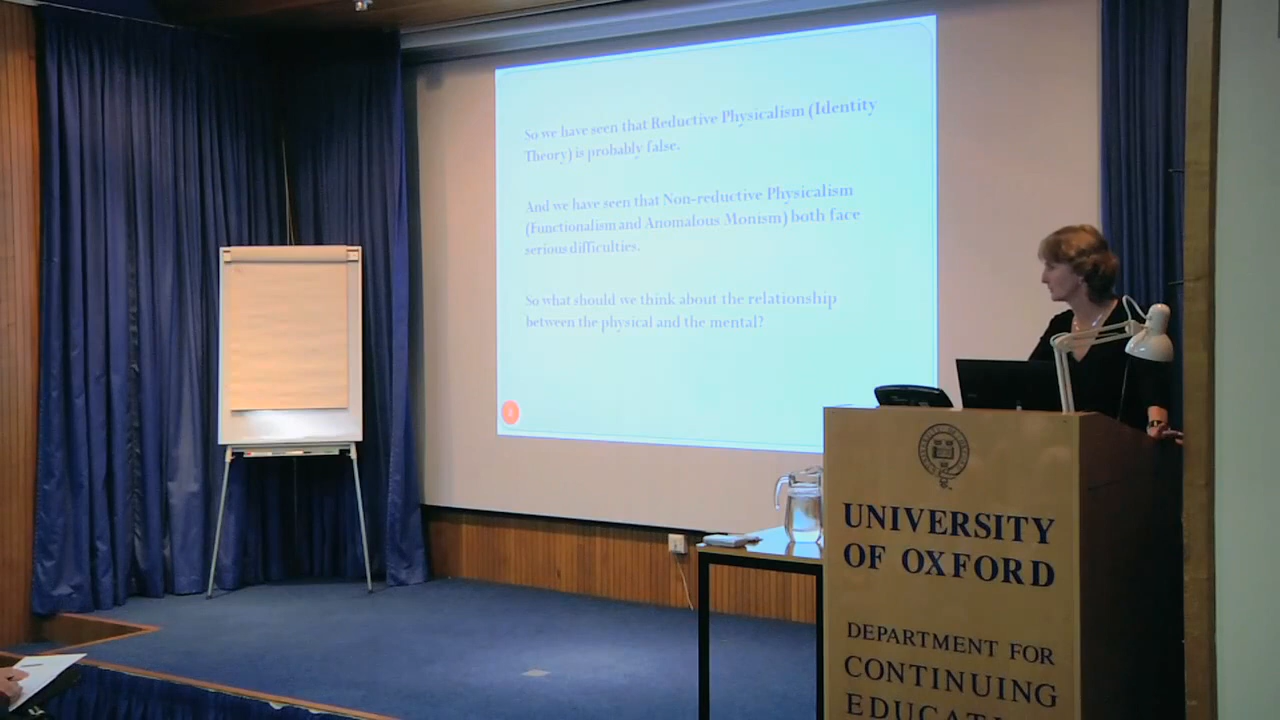 So we have seen that Reductive Physicalism (Identity
Theory) is probably false.
And we have seen that Non-reductive Physicalism
(Functionalism and Anomalous Monism) both face
serious difficulties.
So what should we think about the relationship
between the physical and the mental?
UNIVERSITY
OF OXFORD
DEPARTMENT FOR
CONTINUING